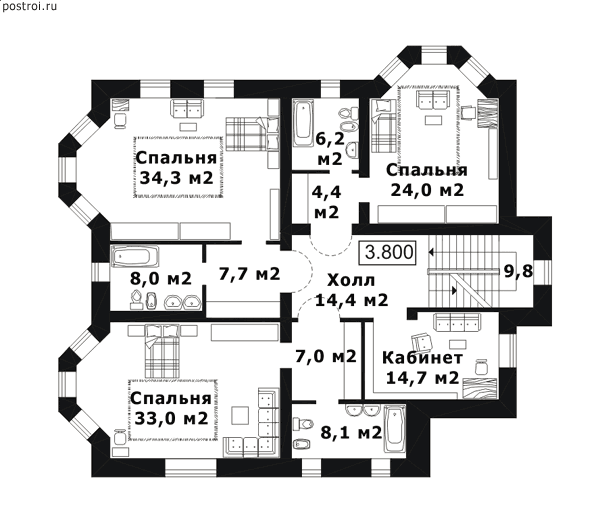 postroi.ru
6,2
м2
Спальня
34,3 м2
Спальня
24,0 м2
4,4
м2
3.800
8,0 м2
7,7 м2
Холл
14,4 м2
9,8
7,0 м2
Кабинет
14,7 м2
Спальня
33,0 м2
8,1 м2